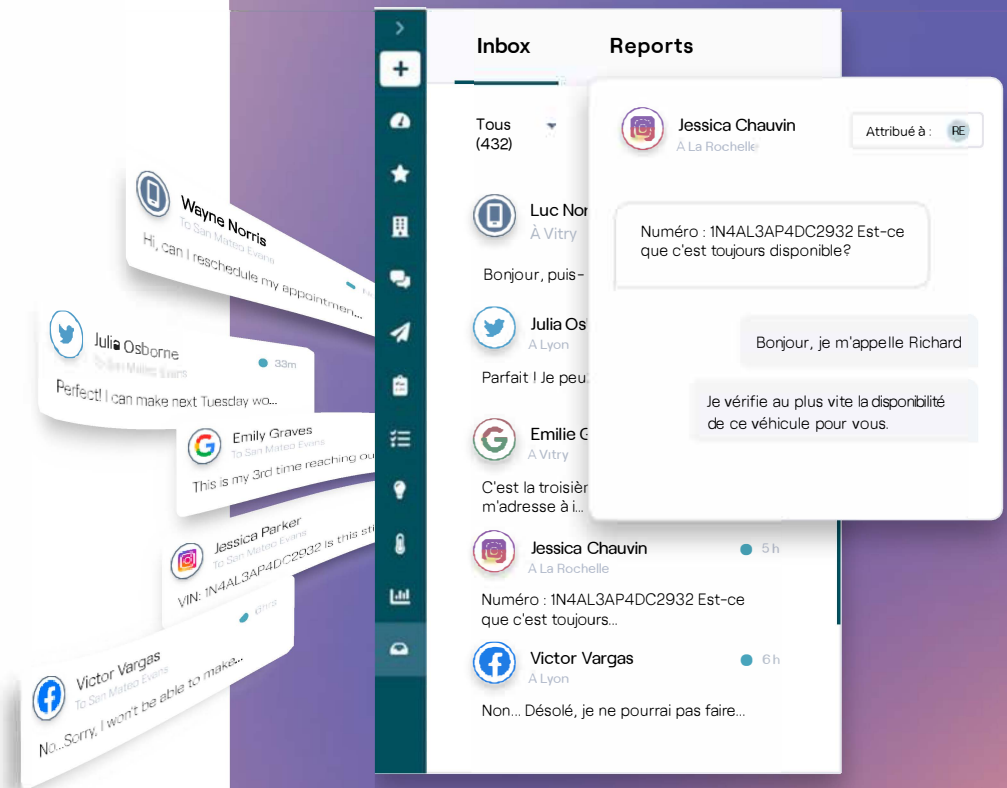 Inbox
Reports
Tous
(432)
Jessica Chauvin
À La Rochelle
Attribué à : RE
Numéro : 1N4AL3AP4DC2932 Est-ce
que c'est toujours disponible?
Bonjour, je m'appelle Richard
Je vérifie au plus vite la disponibilité
de ce véhicule pour vous.
Luc Nor
À Vitry
Bonjour, puis-
Julia Os
A Lyon
Parfait ! Je peu
Emilie G
A Vitry
C'est la troisièr
m'adresse à i...
Jessica Chauvin
5 h
A La Rochelle
Numéro : 1N4AL3AP4DC2932 Est-ce
que c'est toujours...
Victor Vargas
6 h
A Lyon
Non... Désolé, je ne pourrai pas faire...
Wayne Norris
To San Mateo Evans
Hi, can I reschedule my appointmen...
Julia Osborne
To San Mateo Evans
33m
Perfect! I can make next Tuesday wo...
Emily Graves
To San Mateo Evans
This is my 3rd time reaching ou
Jessica Parker
To San Mateo Evans
VIN: 1N4AL3AP4DC2932 Is this sti
6hrs
Victor Vargas
To San Mateo Evans
No...Sorry, I won't be able to make...